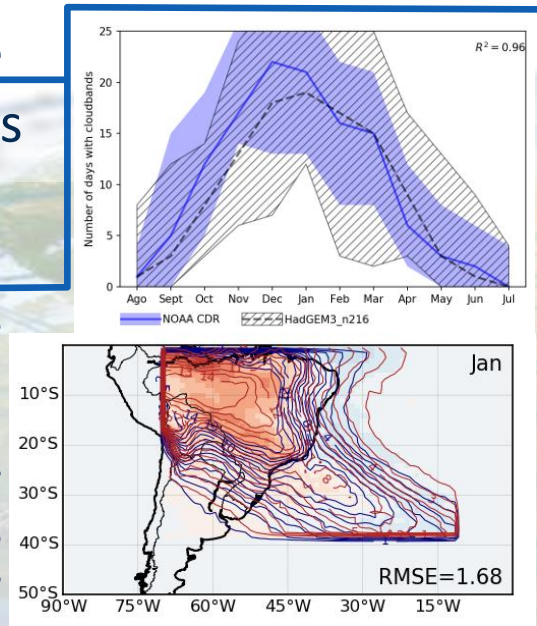 s
25
20
15
10
5
0
Number of days with cloudbands
R² = 0.96
Ago Sept Oct Nov Dec Jan Feb Mar Apr May Jun Jul
NOAA CDR HadGEM3_n216
Jan
10°S
20°S
30°S
40°S
50°S
RMSE=1.68
90°W 75°W 60°W 45°W 30°W 15°W